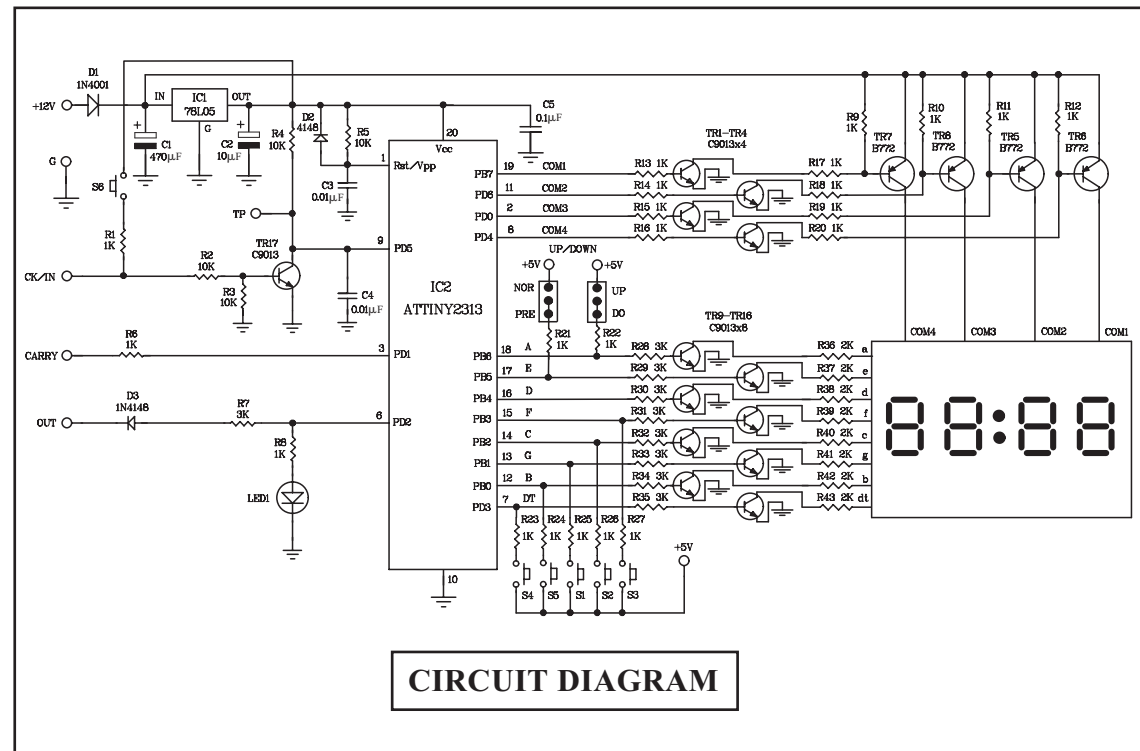 D1
1N4001
+12V
IN
IC1
78L05
OUT
G
C1
470µF
C2
10µF
R4
10K
D2
4148
R5
10K
C5
0.1µF
G
S6
1
Rst/Vpp
20
Vcc
C3
0.01µF
TP
R1
1K
9
PD5
TR17
C9013
CK/IN
R2
10K
R3
10K
C4
0.01µF
IC2
ATTINY2313
R6
1K
CARRY
3
PD1
D3
1N4148
R7
3K
OUT
6
PD2
R8
1K
LED1
10
PB7
19
COM1
R13 1K
TR1-TR4
C9013x4
R17 1K
PD6
11
COM2
R14 1K
R18 1K
PD0
2
COM3
R15 1K
R19 1K
PD4
8
COM4
R16 1K
R20 1K
R9
1K
TR7
B772
R10
1K
TR8
B772
R11
1K
TR5
B772
R12
1K
TR6
B772
UP/DOWN
+5V
+5V
NOR
PRE
UP
DO
R21
1K
R22
1K
TR9-TR16
C9013x8
COM4
COM3
COM2
COM1
PB6
18
A
R28 3K
R36 2K
a
PB5
17
E
R29 3K
R37 2K
e
PB4
16
D
R30 3K
R38 2K
d
PB3
15
F
R31 3K
R39 2K
f
PB2
14
C
R32 3K
R40 2K
c
PB1
13
G
R33 3K
R41 2K
g
PB0
12
B
R34 3K
R42 2K
b
PD3
7
DT
R35 3K
R43 2K
dt
88:88
R23
1K
R24
1K
R25
1K
R26
1K
R27
1K
+5V
S4
S5
S1
S2
S3
CIRCUIT DIAGRAM